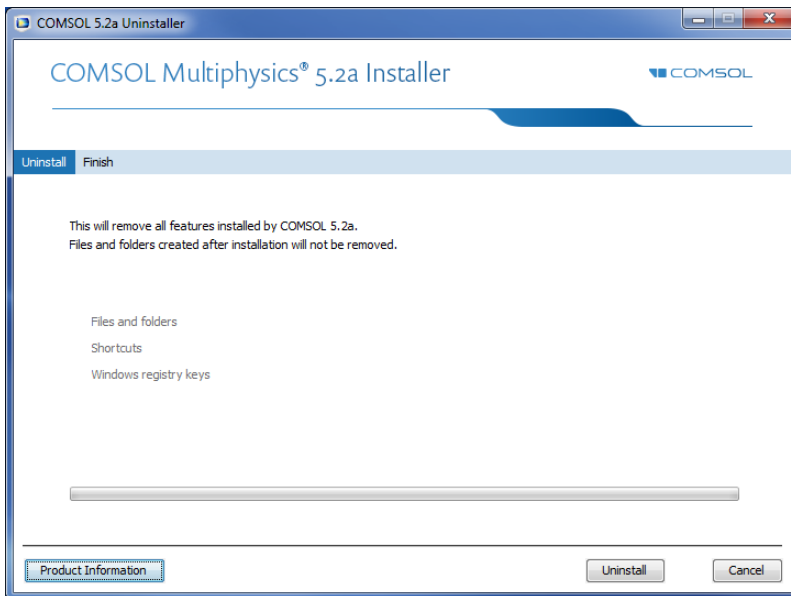 COMSOL 5.2a Uninstaller
COMSOL Multiphysics® 5.2a Installer
COMSOL
Uninstall Finish
This will remove all features installed by COMSOL 5.2a.
Files and folders created after installation will not be removed.
Files and folders
Shortcuts
Windows registry keys
Product Information Uninstall Cancel